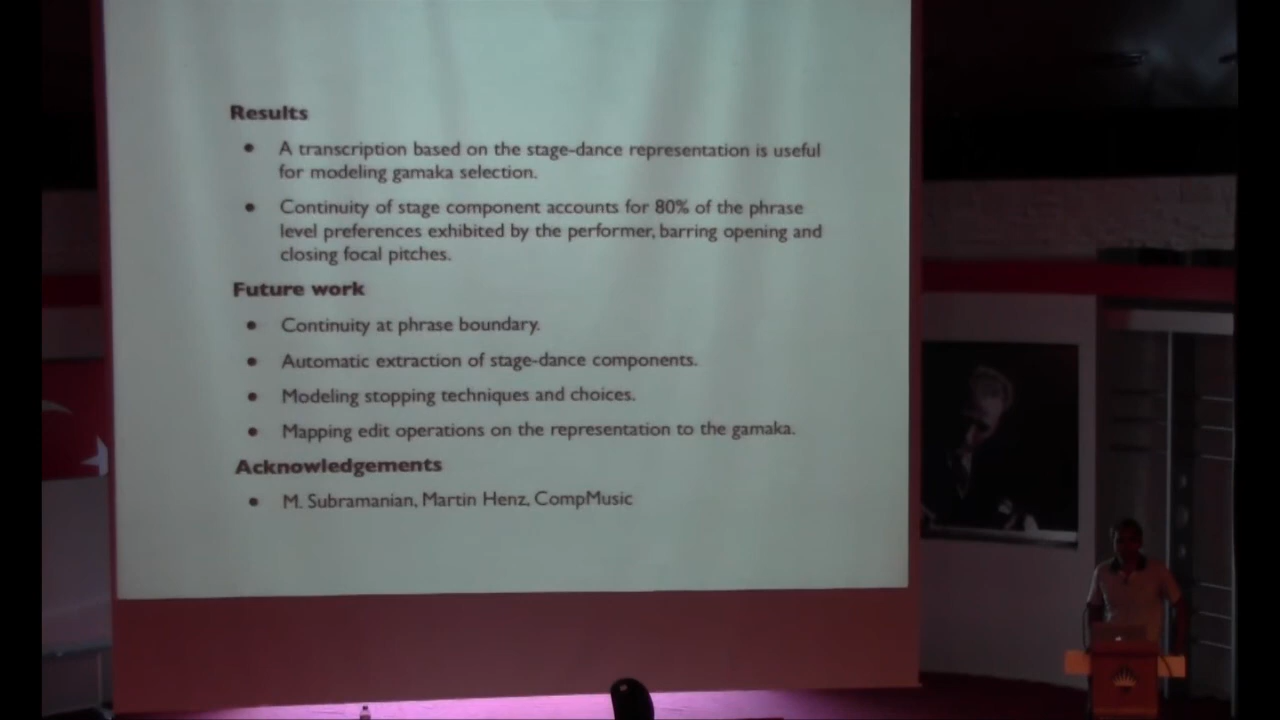 Results
A transcription based on the stage-dance representation is useful
for modeling gamaka selection.
Continuity of stage component accounts for 80% of the phrase
level preferences exhibited by the performer, barring opening and
closing focal pitches.
Future work
Continuity at phrase boundary.
Automatic extraction of stage-dance components.
Modeling stopping techniques and choices.
Mapping edit operations on the representation to the gamaka.
Acknowledgements
M. Subramanian, Martin Henz, CompMusic